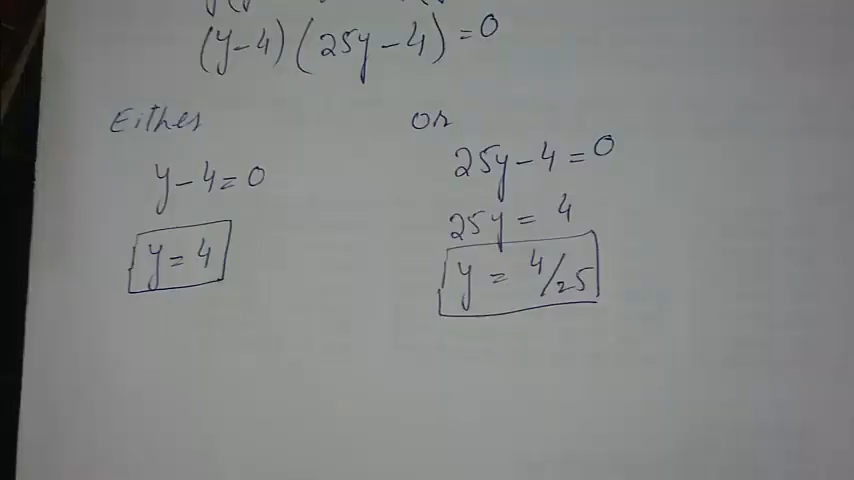 (y-4)(25y-4)=0
Either
or
y-4=0
25y-4=0
25y=4
y=4
y=4/25